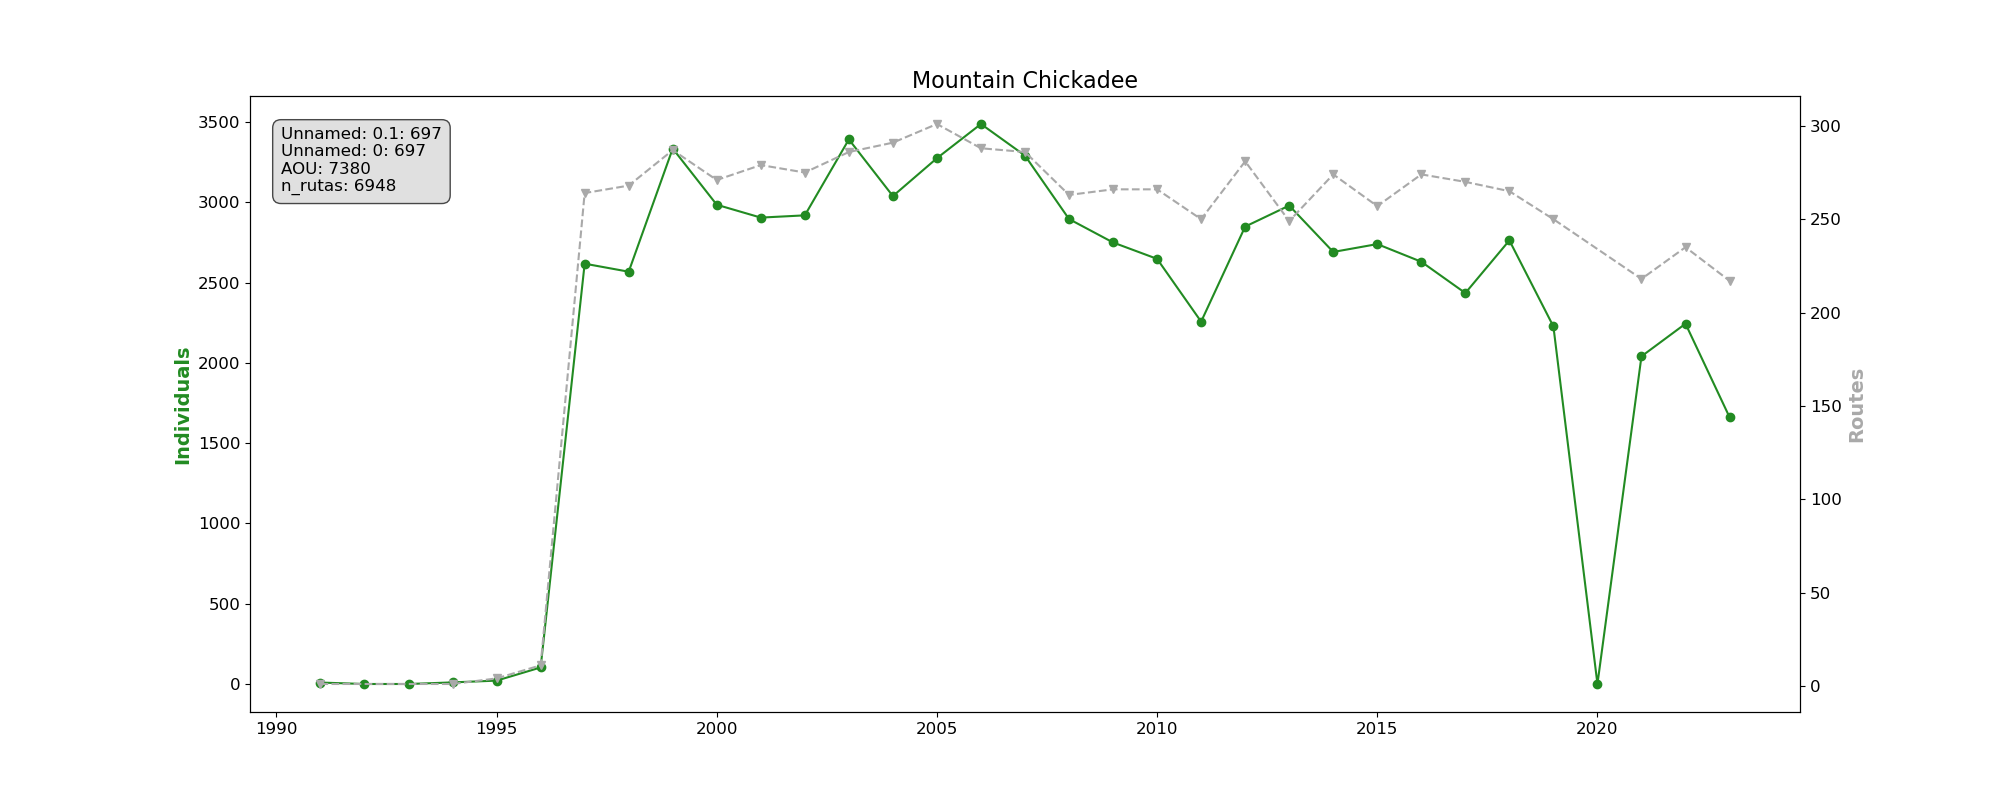 Mountain Chickadee
Unnamed: 0.1: 697
Unnamed: 0: 697
AOU: 7380
n_rutas: 6948
3500
3000
2500
2000
1500
1000
500
0
Individuals
300
250
200
150
100
50
0
Routes
1990 1995 2000 2005 2010 2015 2020